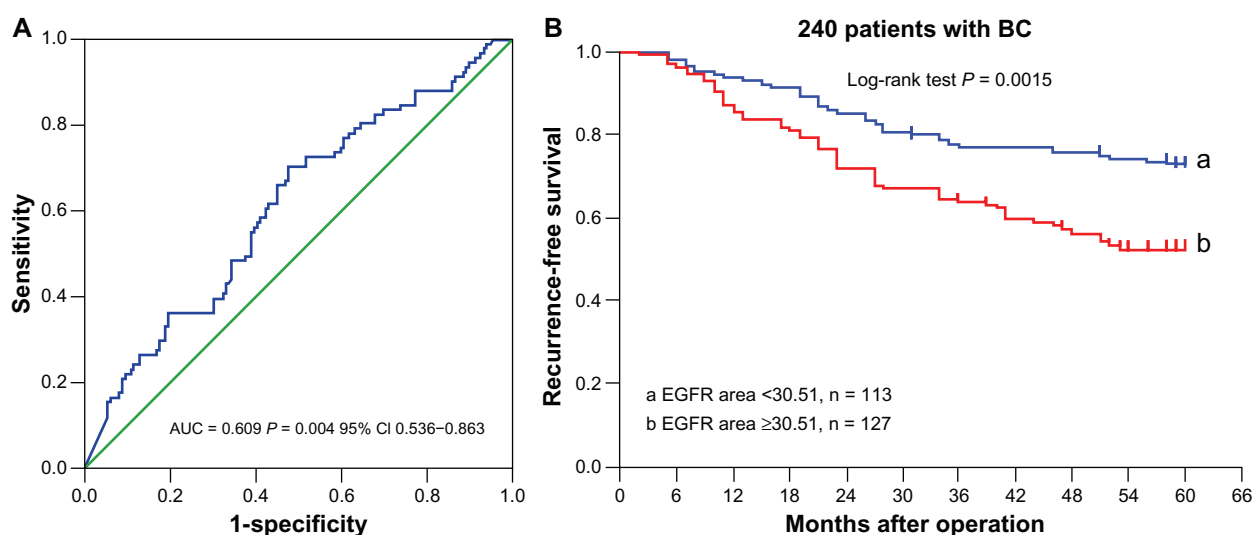 A
1.0
0.8
0.6
0.4
0.2
0.0
Sensitivity
AUC = 0.609 P = 0.004 95% CI 0.536–0.863
0.0 0.2 0.4 0.6 0.8 1.0
1-specificity
B
240 patients with BC
Log-rank test P = 0.0015
1.0
0.8
0.6
0.4
0.2
0.0
Recurrence-free survival
a
b
a EGFR area <30.51, n = 113
b EGFR area ≥30.51, n = 127
0 6 12 18 24 30 36 42 48 54 60 66
Months after operation